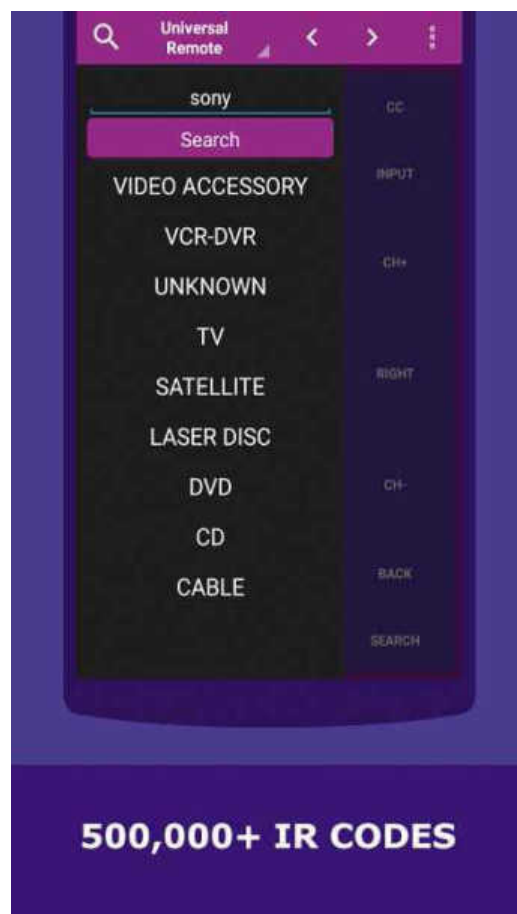 Universal
Remote
sony
Search
VIDEO ACCESSORY
VCR-DVR
UNKNOWN
TV
SATELLITE
LASER DISC
DVD
CD
CABLE
CC
INPUT
CH+
RIGHT
CH-
BACK
SEARCH
500,000+ IR CODES